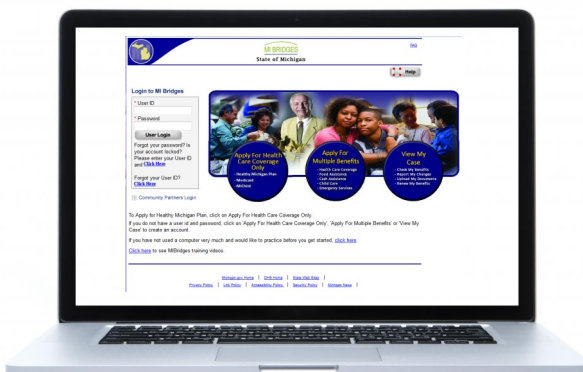 MI BRIDGES
FAQ
State of Michigan
Help
Login to MI Bridges
* User ID
* Password
User Login
Forgot your password? Is
your account locked?
Please enter your User ID
and Click Here
Forgot your User ID?
Click Here
Community Partners Login
Apply For Health
Care Coverage
Only
- Healthy Michigan Plan
- Medicaid
- MIChild
Apply For
Multiple Benefits
- Health Care Coverage
- Food Assistance
- Cash Assistance
- Child Care
- Emergency Services
View My
Case
- Check My Benefits
- Report My Changes
- Upload My Documents
- Renew My Benefits
To Apply for Healthy Michigan Plan, click on Apply For Health Care Coverage Only.
If you do not have a user id and password, click on 'Apply For Health Care Coverage Only', 'Apply For Multiple Benefits' or 'View My
Case' to create an account.
If you have not used a computer very much and would like to practice before you get started, click here
Click here to see MIBridges training videos.
Michigan.gov Home | DHS Home | State Web Sites |
Privacy Policy | Link Policy | Accessibility Policy | Security Policy | Michigan News |